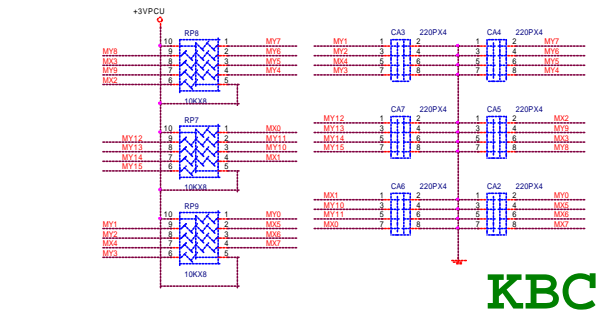 +3VPCU
RP8
10 1 MY7
MY8 9 2 MY6
MX3 8 3 MY5
MY9 7 4 MY4
MX2 6 5
10KX8
RP7
10 1 MX0
MY12 9 2 MY11
MY13 8 3 MY10
MY14 7 4 MX1
MY15 6 5
10KX8
RP9
10 1 MY0
MY1 9 2 MX5
MY2 8 3 MX6
MX4 7 4 MX7
MY3 6 5
10KX8
CA3 220PX4
MY1 1 2
MY2 3 4
MX4 5 6
MY3 7 8
CA4 220PX4
1 2 MY7
3 4 MY6
5 6 MY5
7 8 MY4
CA7 220PX4
MY12 1 2
MY13 3 4
MY14 5 6
MY15 7 8
CA5 220PX4
1 2 MX2
3 4 MY9
5 6 MX3
7 8 MY8
CA6 220PX4
MX1 1 2
MY10 3 4
MY11 5 6
MX0 7 8
CA2 220PX4
1 2 MY0
3 4 MX5
5 6 MX6
7 8 MX7
KBC